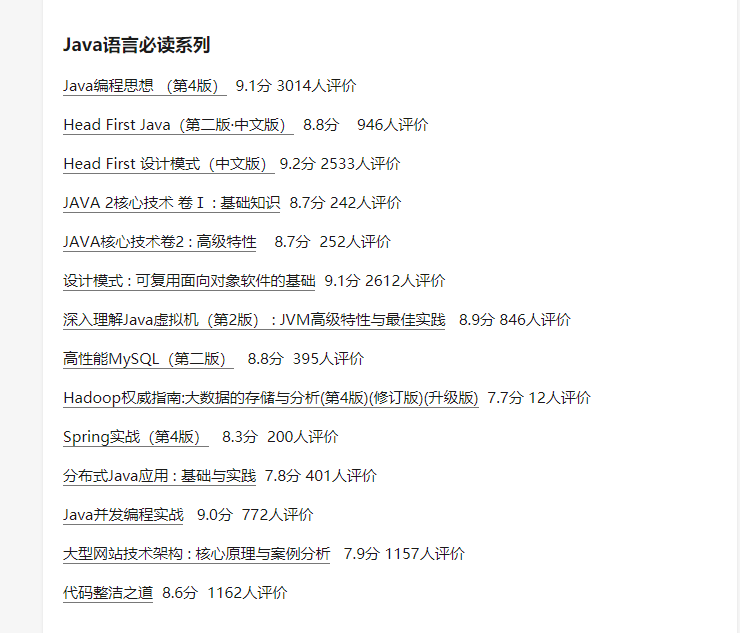 Java语言必读系列
Java编程思想 （第4版） 9.1分 3014人评价
Head First Java（第二版·中文版） 8.8分 946人评价
Head First 设计模式（中文版） 9.2分 2533人评价
JAVA 2核心技术 卷Ⅰ : 基础知识 8.7分 242人评价
JAVA核心技术卷2 : 高级特性 8.7分 252人评价
设计模式 : 可复用面向对象软件的基础 9.1分 2612人评价
深入理解Java虚拟机（第2版） : JVM高级特性与最佳实践 8.9分 846人评价
高性能MySQL（第二版） 8.8分 395人评价
Hadoop权威指南:大数据的存储与分析(第4版)(修订版)(升级版) 7.7分 12人评价
Spring实战（第4版） 8.3分 200人评价
分布式Java应用 : 基础与实践 7.8分 401人评价
Java并发编程实战 9.0分 772人评价
大型网站技术架构 : 核心原理与案例分析 7.9分 1157人评价
代码整洁之道 8.6分 1162人评价